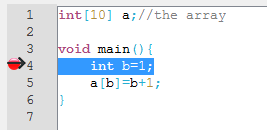 1 int[10] a;//the array
2
3 void main(){
4 int b=1;
5 a[b]=b+1;
6 }
7